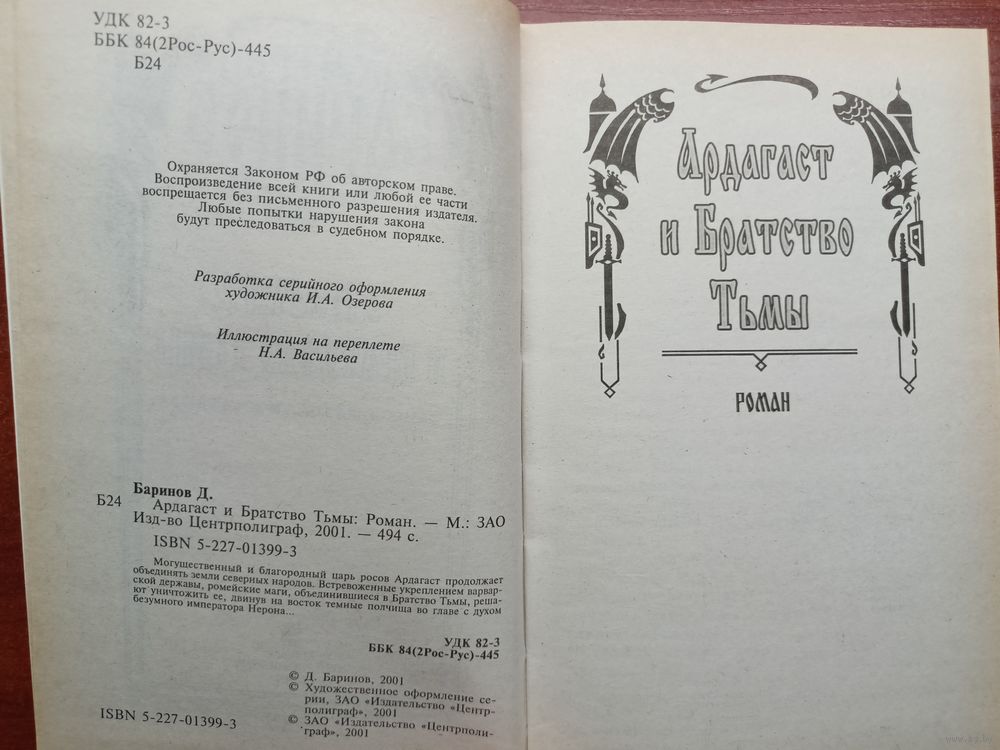 УДК 82-3
ББК 84(2Рос-Рус)-445
Б24
Охраняется Законом РФ об авторском праве.
Воспроизведение всей книги или любой ее части
воспрещается без письменного разрешения издателя.
Любые попытки нарушения закона
будут преследоваться в судебном порядке.
Разработка серийного оформления
художника И.А. Озерова
Иллюстрация на переплете
Н.А. Васильева
Баринов Д.
Б24 Ардагаст и Братство Тьмы: Роман. — М.: ЗАО
Изд-во Центрполиграф, 2001. — 494 с.
ISBN 5-227-01399-3
Могущественный и благородный царь росов Ардагаст продолжает
объединять земли северных народов. Встревоженные укреплением варвар-
ской державы, ромейские маги, объединившиеся в Братство Тьмы, реша-
ют уничтожить ее, двинув на восток темные полчища во главе с духом
безумного императора Нерона...
УДК 82-3
ББК 84(2Рос-Рус)-445
© Д. Баринов, 2001
© Художественное оформление се-
рии, ЗАО «Издательство «Центр-
полиграф», 2001
© ЗАО «Издательство «Центрполи-
граф», 2001
ISBN 5-227-01399-3
Ардагаст
и Братство
Тьмы
РОМАН